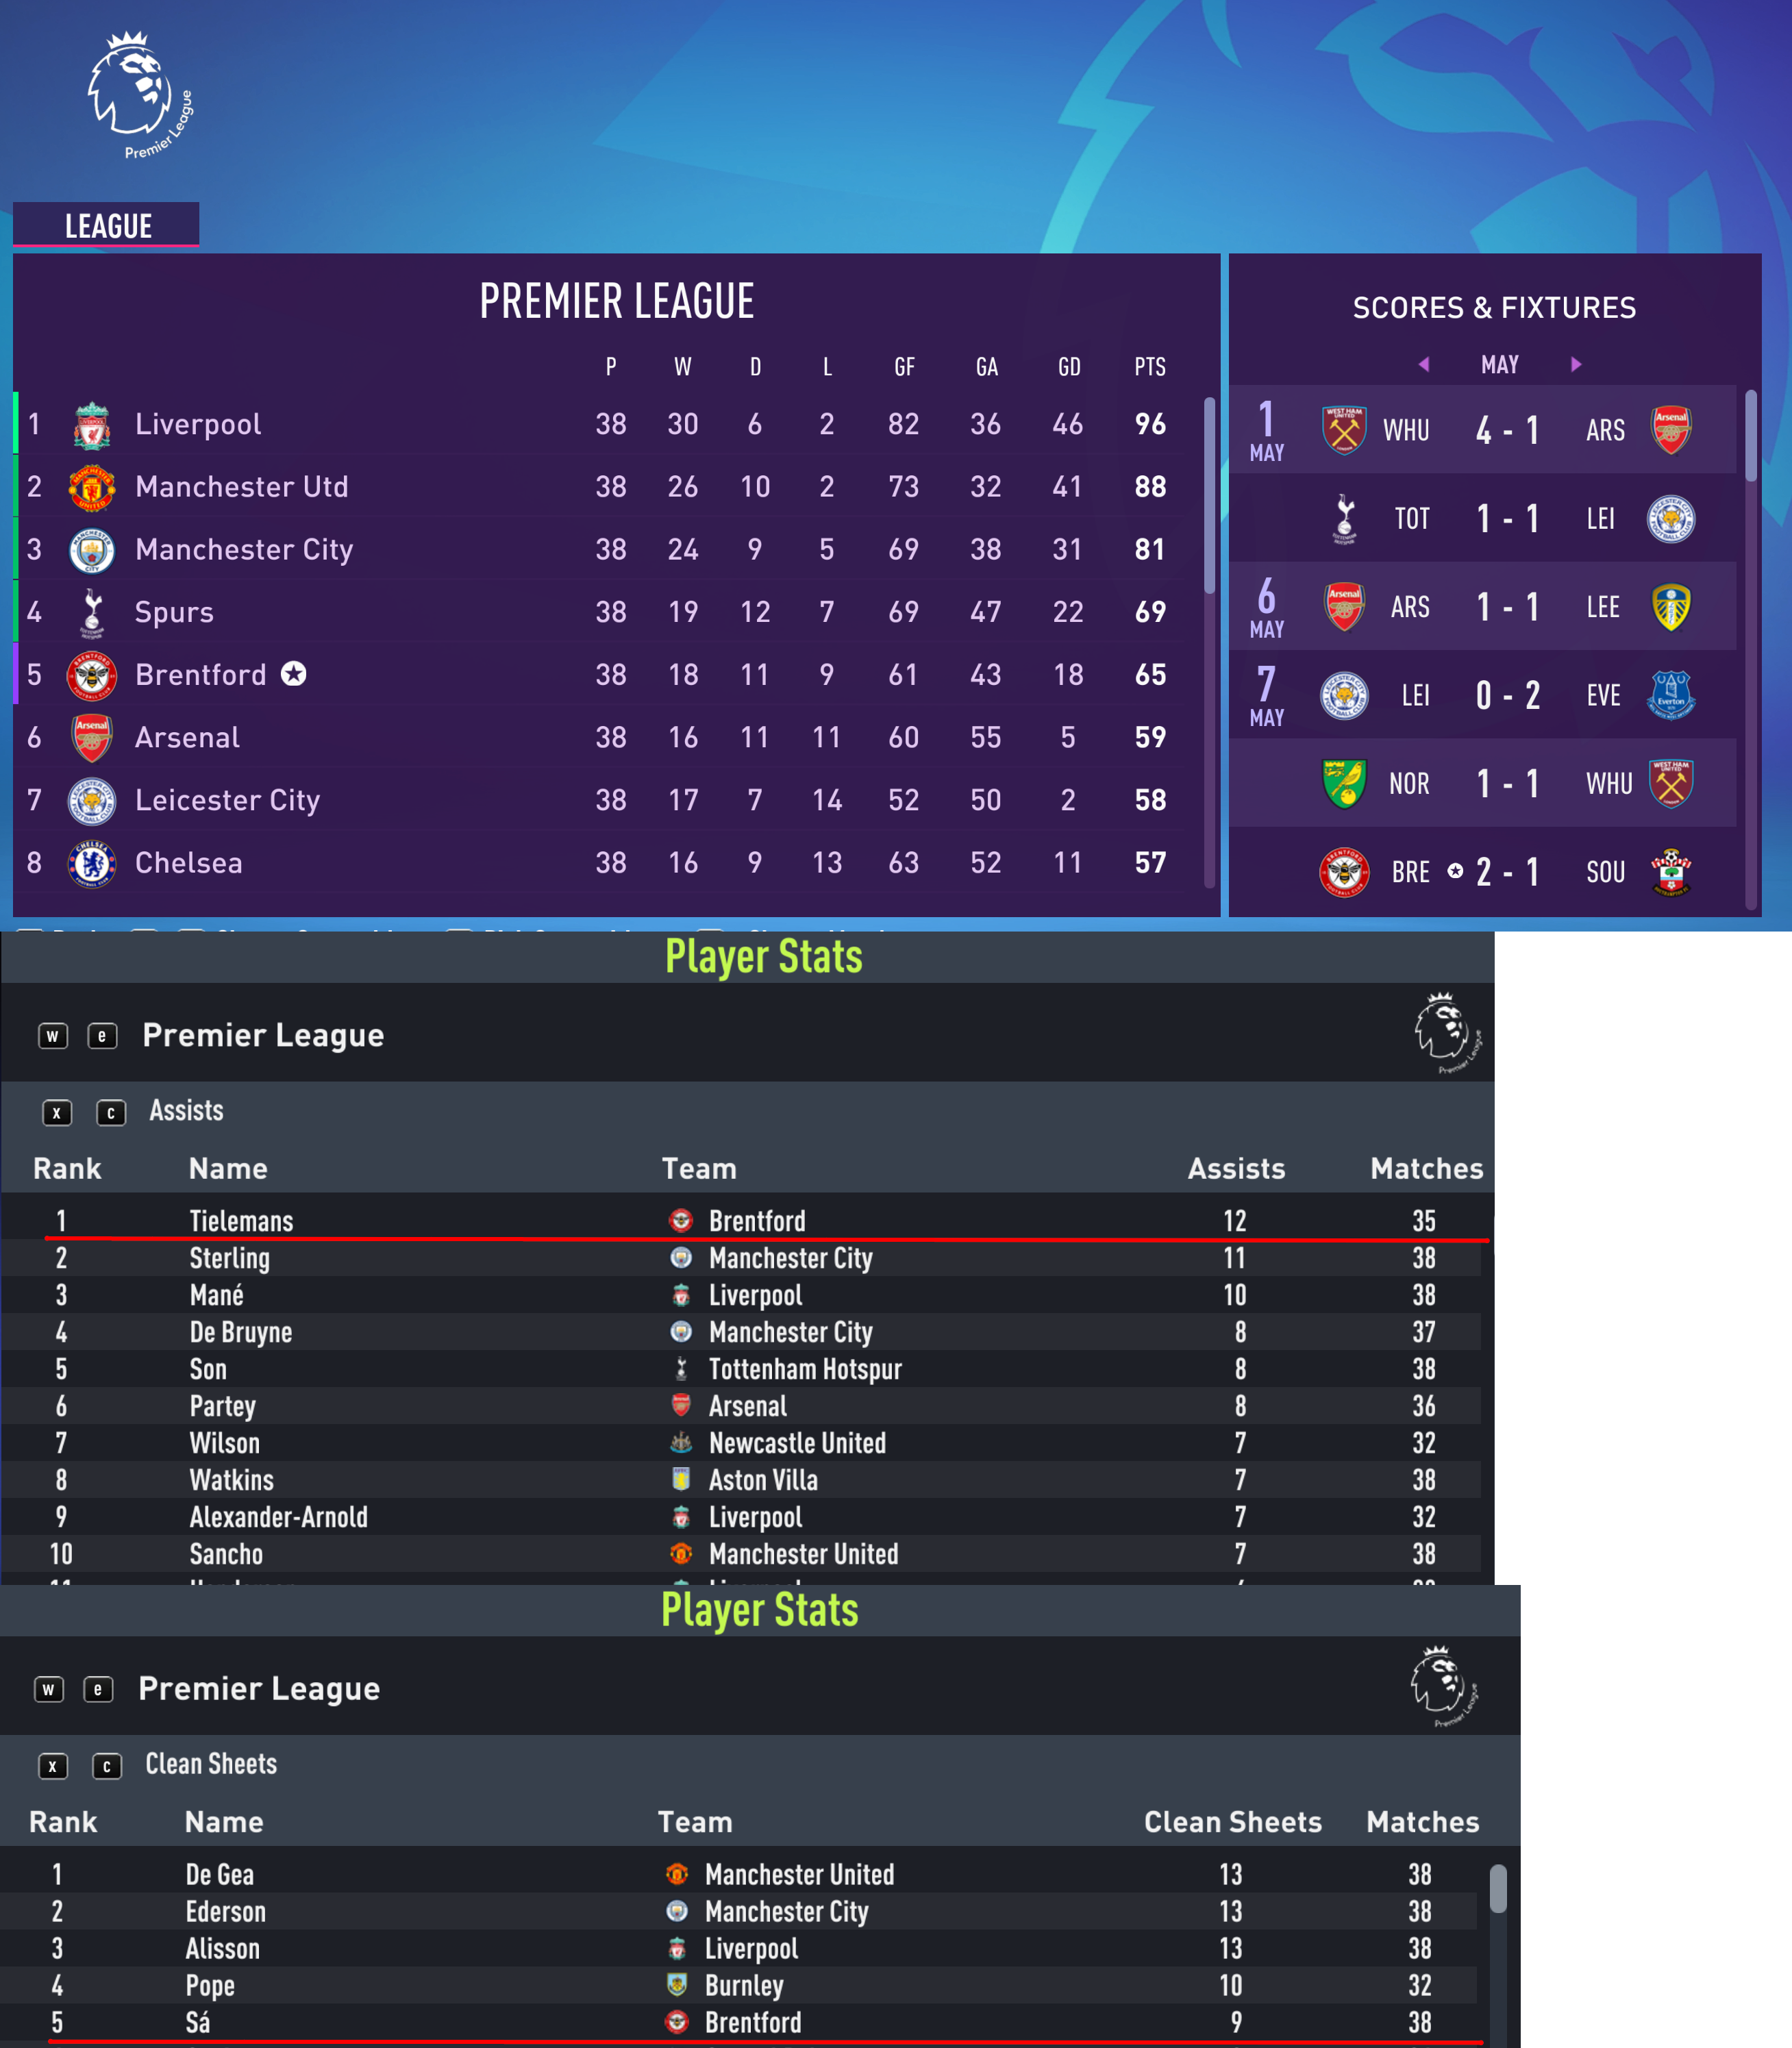 Premier League
LEAGUE
PREMIER LEAGUE
P W D L GF GA GD PTS
1 Liverpool 38 30 6 2 82 36 46 96
2 Manchester Utd 38 26 10 2 73 32 41 88
3 Manchester City 38 24 9 5 69 38 31 81
4 Spurs 38 19 12 7 69 47 22 69
5 Brentford 38 18 11 9 61 43 18 65
6 Arsenal 38 16 11 11 60 55 5 59
7 Leicester City 38 17 7 14 52 50 2 58
8 Chelsea 38 16 9 13 63 52 11 57
SCORES & FIXTURES
MAY
1 MAY WHU 4 - 1 ARS
TOT 1 - 1 LEI
6 MAY ARS 1 - 1 LEE
7 MAY LEI 0 - 2 EVE
NOR 1 - 1 WHU
BRE 2 - 1 SOU
Player Stats
w e Premier League
Premier League
x c Assists
Rank Name Team Assists Matches
1 Tielemans Brentford 12 35
2 Sterling Manchester City 11 38
3 Mané Liverpool 10 38
4 De Bruyne Manchester City 8 37
5 Son Tottenham Hotspur 8 38
6 Partey Arsenal 8 36
7 Wilson Newcastle United 7 32
8 Watkins Aston Villa 7 38
9 Alexander-Arnold Liverpool 7 32
10 Sancho Manchester United 7 38
Player Stats
w e Premier League
Premier League
x c Clean Sheets
Rank Name Team Clean Sheets Matches
1 De Gea Manchester United 13 38
2 Ederson Manchester City 13 38
3 Alisson Liverpool 13 38
4 Pope Burnley 10 32
5 Sá Brentford 9 38